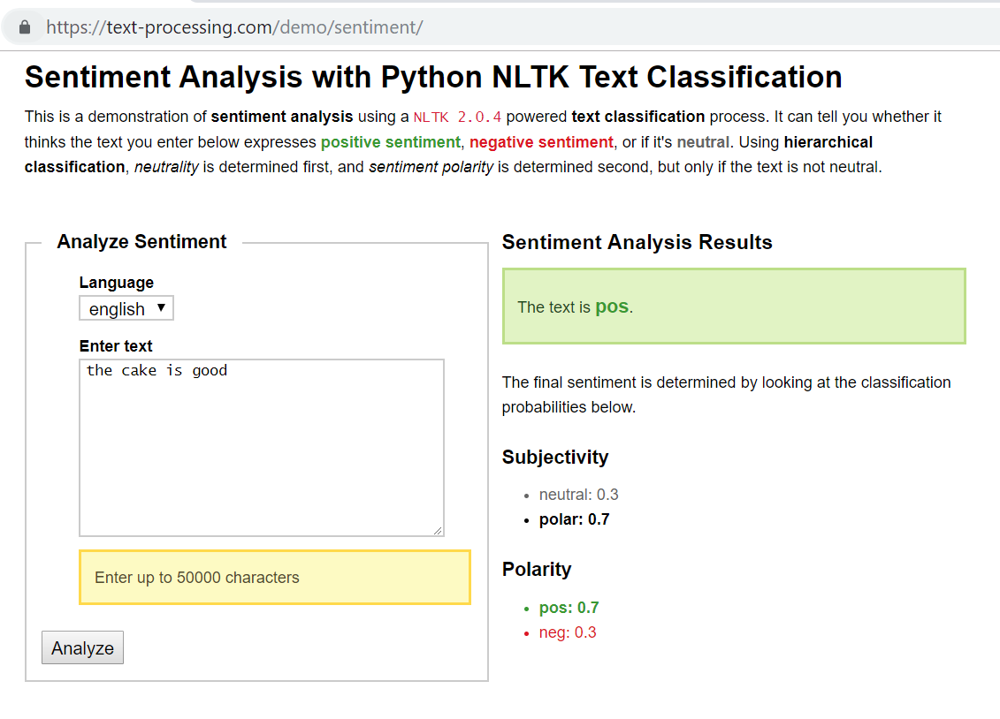 https://text-processing.com/demo/sentiment/
Sentiment Analysis with Python NLTK Text Classification
This is a demonstration of sentiment analysis using a NLTK 2.0.4 powered text classification process. It can tell you whether it
thinks the text you enter below expresses positive sentiment, negative sentiment, or if it's neutral. Using hierarchical
classification, neutrality is determined first, and sentiment polarity is determined second, but only if the text is not neutral.
Analyze Sentiment
Language
english
Enter text
the cake is good
Enter up to 50000 characters
Analyze
Sentiment Analysis Results
The text is pos.
The final sentiment is determined by looking at the classification
probabilities below.
Subjectivity
• neutral: 0.3
• polar: 0.7
Polarity
• pos: 0.7
• neg: 0.3